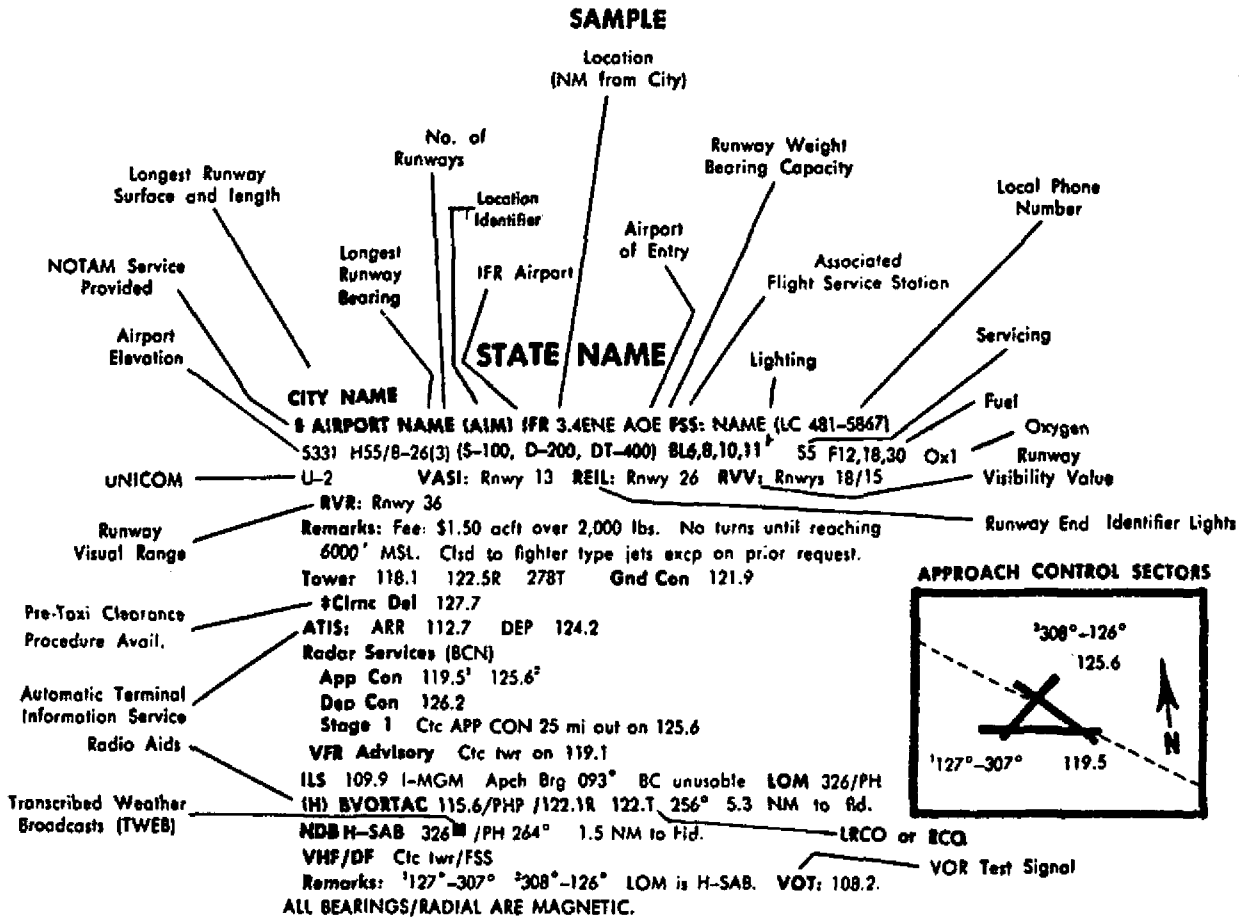 SAMPLE
Location
(NM from City)
No. of
Runways
Runway Weight
Bearing Capacity
Longest Runway
Surface and length
Location
Identifier
Local Phone
Number
Airport
of Entry
Longest
Runway
Bearing
IFR Airport
Associated
Flight Service Station
NOTAM Service
Provided
Airport
Elevation
Servicing
STATE NAME
Lighting
CITY NAME
Fuel
§ AIRPORT NAME (AIM) IFR 3.4ENE AOE FSS: NAME (LC 481-5867)
Oxygen
5331 H55/8-26(3) (S-100, D-200, DT-400) BL6,8,10,11 S5 F12,18,30 Ox1
Runway
Visibility Value
UNICOM
U-2 VASI: Rnwy 13 REIL: Rnwy 26 RVV: Rnwys 18/15
RVR: Rnwy 36
Runway
Visual Range
Runway End Identifier Lights
Remarks: Fee: $1.50 acft over 2,000 lbs. No turns until reaching
6000' MSL. Clsd to fighter type jets excp on prior request.
Tower 118.1 122.5R 278T Gnd Con 121.9
APPROACH CONTROL SECTORS
Pre-Taxi Clearance
Procedure Avail.
‡Clrnc Del 127.7
ATIS: ARR 112.7 DEP 124.2
²308°-126°
125.6
Radar Services (BCN)
App Con 119.5¹ 125.6²
Automatic Terminal
Information Service
Dep Con 126.2
Stage 1 Ctc APP CON 25 mi out on 125.6
Radio Aids
VFR Advisory Ctc twr on 119.1
N
¹127°-307° 119.5
ILS 109.9 I-MGM Apch Brg 093° BC unusable LOM 326/PH
Transcribed Weather
Broadcasts (TWEB)
(H) BVORTAC 115.6/PHP /122.1R 122.T 256° 5.3 NM to fld.
NDB H-SAB 326■ /PH 264° 1.5 NM to Fld.
LRCO or RCO
VHF/DF Ctc twr/FSS
VOR Test Signal
Remarks: ¹127°-307° ²308°-126° LOM is H-SAB. VOT: 108.2.
ALL BEARINGS/RADIAL ARE MAGNETIC.